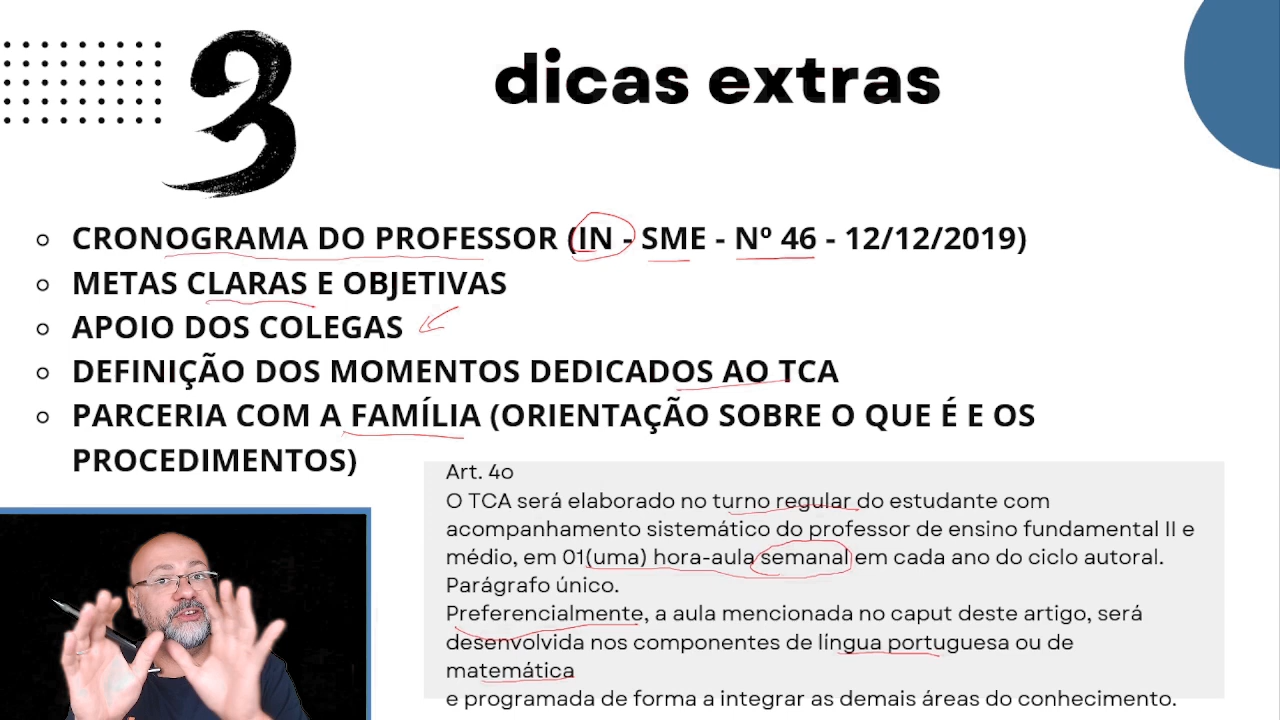 3
dicas extras
CRONOGRAMA DO PROFESSOR (IN - SME - Nº 46 - 12/12/2019)
METAS CLARAS E OBJETIVAS
APOIO DOS COLEGAS
DEFINIÇÃO DOS MOMENTOS DEDICADOS AO TCA
PARCERIA COM A FAMÍLIA (ORIENTAÇÃO SOBRE O QUE É E OS
PROCEDIMENTOS)
Art. 4o
O TCA será elaborado no turno regular do estudante com
acompanhamento sistemático do professor de ensino fundamental II e
médio, em 01(uma) hora-aula semanal em cada ano do ciclo autoral.
Parágrafo único.
Preferencialmente, a aula mencionada no caput deste artigo, será
desenvolvida nos componentes de língua portuguesa ou de
matemática
e programada de forma a integrar as demais áreas do conhecimento.